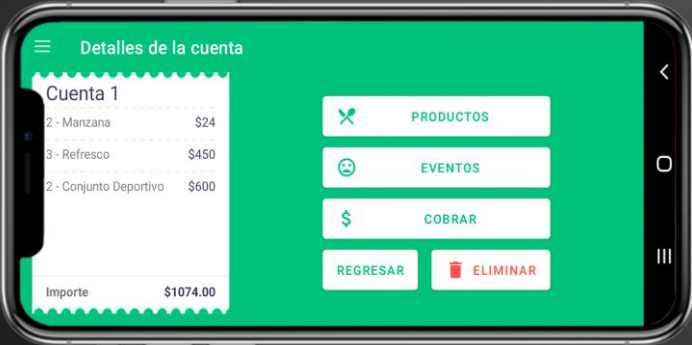 Detalles de la cuenta
Cuenta 1
2 - Manzana $24
3 - Refresco $450
2 - Conjunto Deportivo $600
Importe $1074.00
PRODUCTOS
EVENTOS
$ COBRAR
REGRESAR ELIMINAR